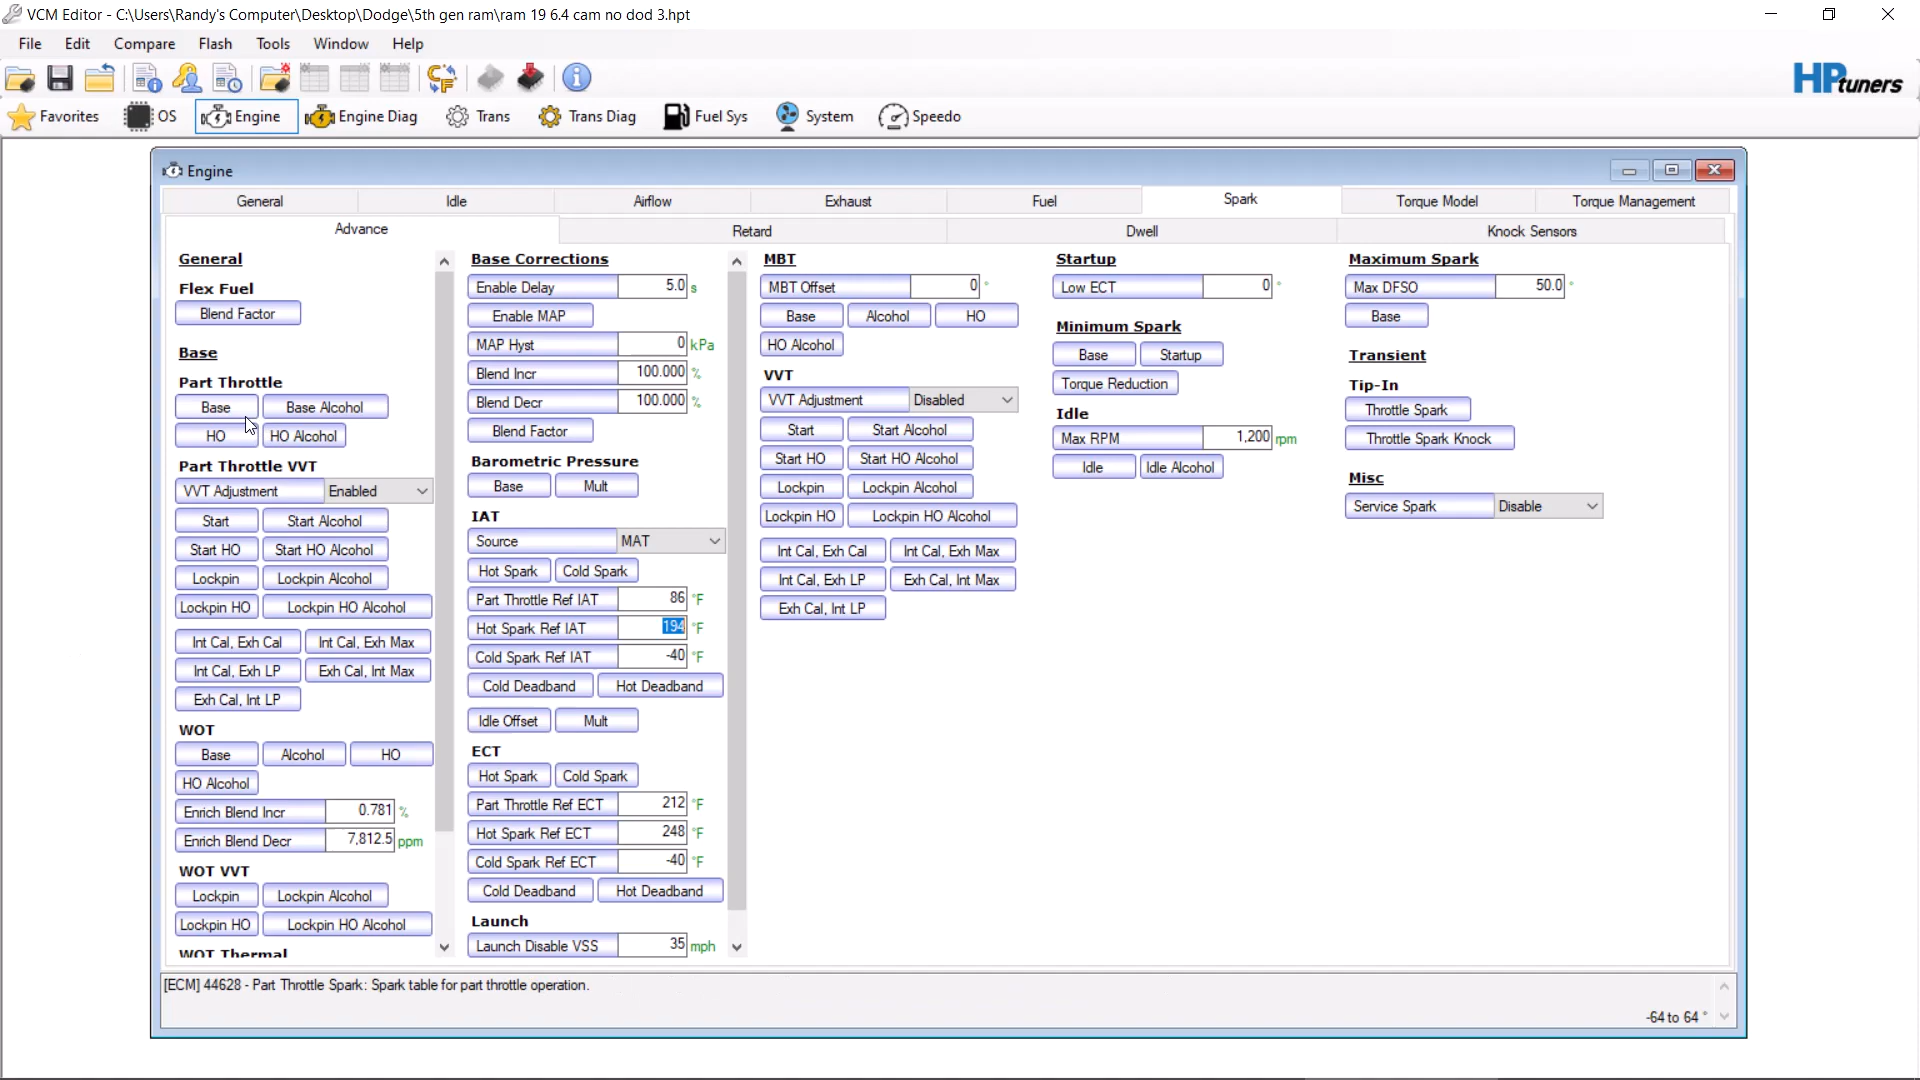 VCM Editor - C:\Users\Randy's Computer\Desktop\Dodge\5th gen ram\ram 19 6.4 cam no dod 3.hpt
File Edit Compare Flash Tools Window Help
HPtuners
Favorites OS Engine Engine Diag Trans Trans Diag Fuel Sys System Speedo
Engine
General Idle Airflow Exhaust Fuel Spark Torque Model Torque Management
Advance Retard Dwell Knock Sensors
General
Flex Fuel
Blend Factor
Base
Part Throttle
Base Base Alcohol
HO HO Alcohol
Part Throttle VVT
VVT Adjustment Enabled
Start Start Alcohol
Start HO Start HO Alcohol
Lockpin Lockpin Alcohol
Lockpin HO Lockpin HO Alcohol
Int Cal, Exh Cal Int Cal, Exh Max
Int Cal, Exh LP Exh Cal, Int Max
Exh Cal, Int LP
WOT
Base Alcohol HO
HO Alcohol
Enrich Blend Incr 0.781 %
Enrich Blend Decr 7,812.5 ppm
WOT VVT
Lockpin Lockpin Alcohol
Lockpin HO Lockpin HO Alcohol
WOT Thermal
Base Corrections
Enable Delay 5.0 s
Enable MAP
MAP Hyst 0 kPa
Blend Incr 100.000 %
Blend Decr 100.000 %
Blend Factor
Barometric Pressure
Base Mult
IAT
Source MAT
Hot Spark Cold Spark
Part Throttle Ref IAT 86 °F
Hot Spark Ref IAT 194 °F
Cold Spark Ref IAT -40 °F
Cold Deadband Hot Deadband
Idle Offset Mult
ECT
Hot Spark Cold Spark
Part Throttle Ref ECT 212 °F
Hot Spark Ref ECT 248 °F
Cold Spark Ref ECT -40 °F
Cold Deadband Hot Deadband
Launch
Launch Disable VSS 35 mph
MBT
MBT Offset 0 °
Base Alcohol HO
HO Alcohol
VVT
VVT Adjustment Disabled
Start Start Alcohol
Start HO Start HO Alcohol
Lockpin Lockpin Alcohol
Lockpin HO Lockpin HO Alcohol
Int Cal, Exh Cal Int Cal, Exh Max
Int Cal, Exh LP Exh Cal, Int Max
Exh Cal, Int LP
Startup
Low ECT 0 °
Minimum Spark
Base Startup
Torque Reduction
Idle
Max RPM 1,200 rpm
Idle Idle Alcohol
Maximum Spark
Max DFSO 50.0 °
Base
Transient
Tip-In
Throttle Spark
Throttle Spark Knock
Misc
Service Spark Disable
[ECM] 44628 - Part Throttle Spark: Spark table for part throttle operation.
-64 to 64 °